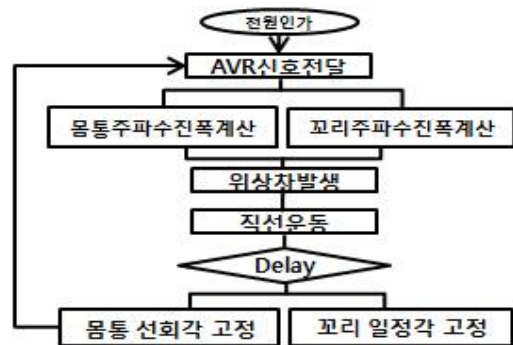 전원인가
AVR신호전달
몸통주파수진폭계산
꼬리주파수진폭계산
위상차발생
직선운동
Delay
몸통 선회각 고정
꼬리 일정각 고정